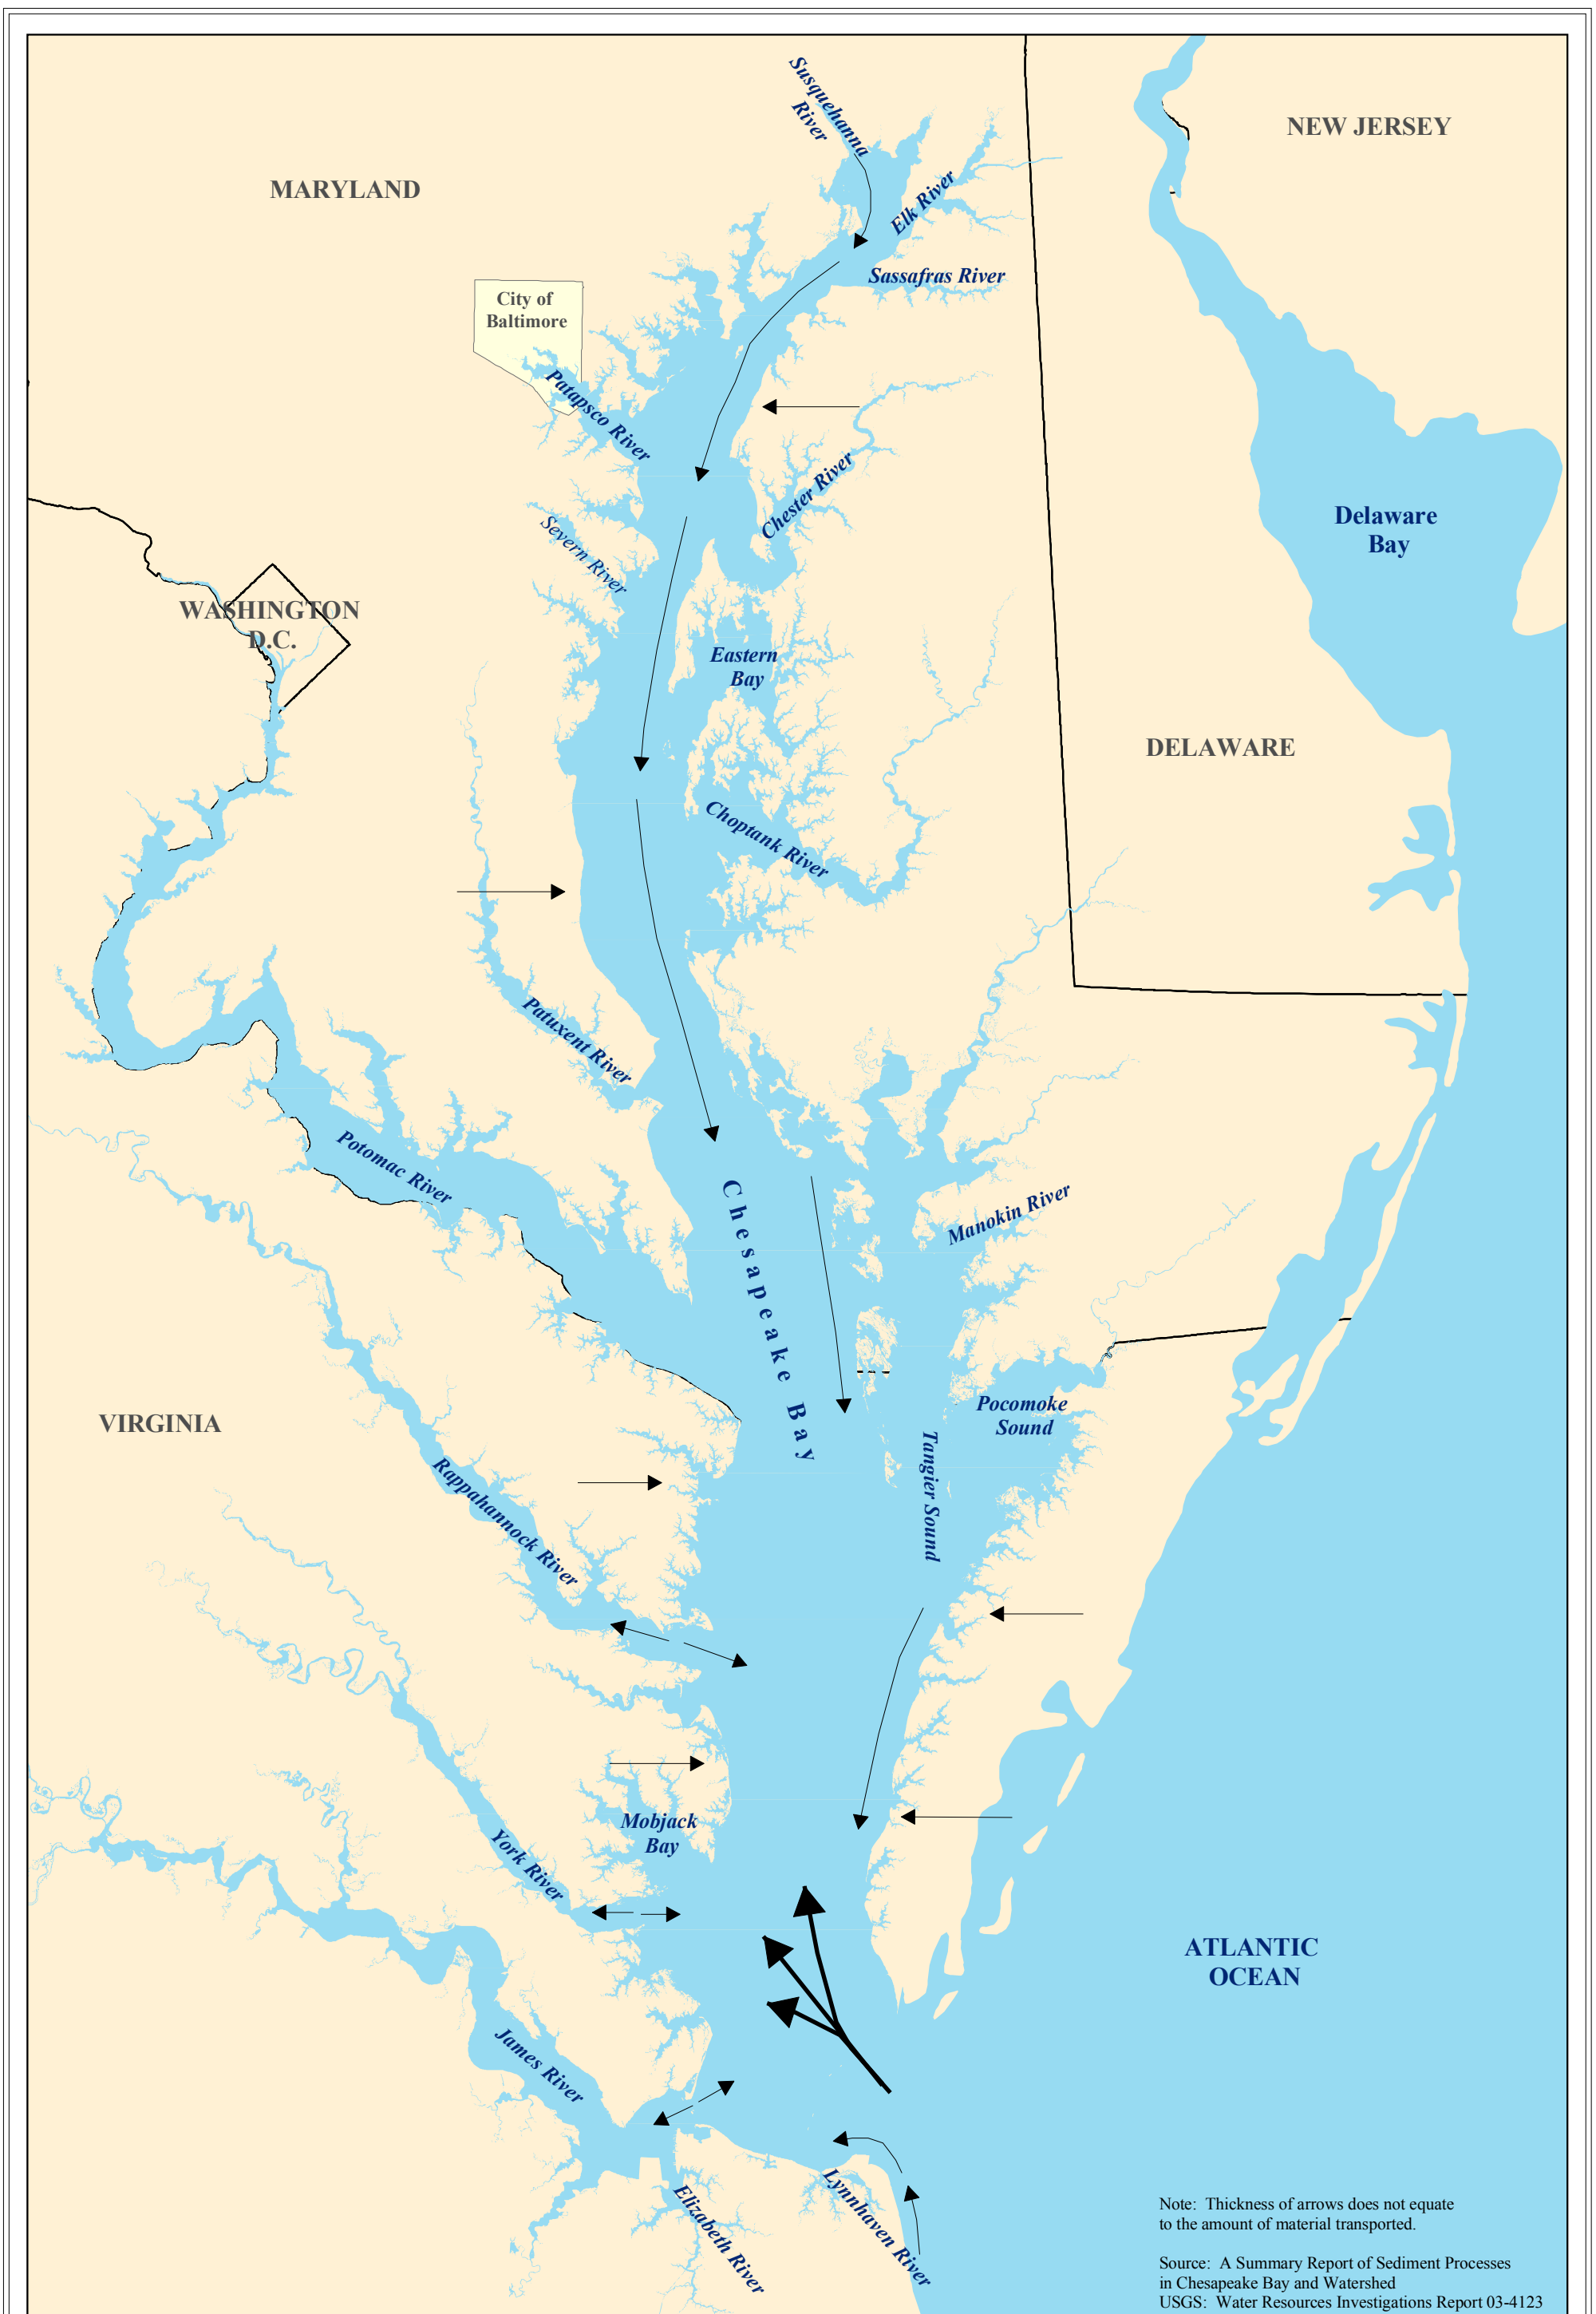 Susquehanna
River
NEW JERSEY
MARYLAND
Elk River
Sassafras River
City of
Baltimore
Patapsco River
Chester River
Severn River
Delaware
Bay
WASHINGTON
D.C.
Eastern
Bay
DELAWARE
Choptank River
Patuxent River
Potomac River
Chesapeake Bay
Manokin River
VIRGINIA
Pocomoke
Sound
Tangier Sound
Rappahannock River
Mobjack
Bay
York River
ATLANTIC
OCEAN
James River
Elizabeth River
Lynnhaven River
Note: Thickness of arrows does not equate
to the amount of material transported.
Source: A Summary Report of Sediment Processes
in Chesapeake Bay and Watershed
USGS: Water Resources Investigations Report 03-4123